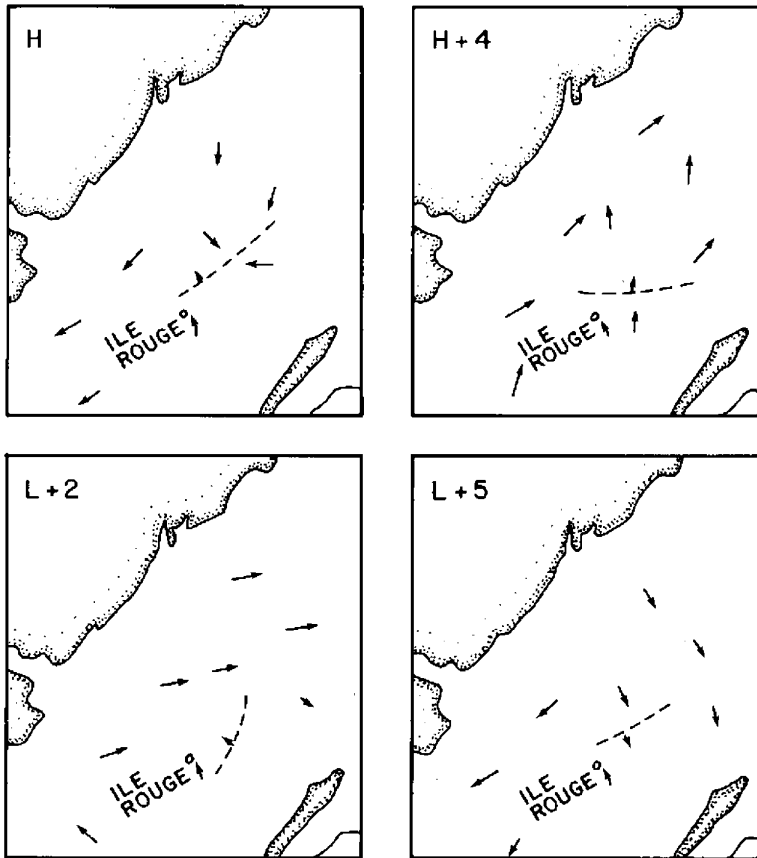 H
ILE
ROUGE
H + 4
ILE
ROUGE
L + 2
ILE
ROUGE
L + 5
ILE
ROUGE